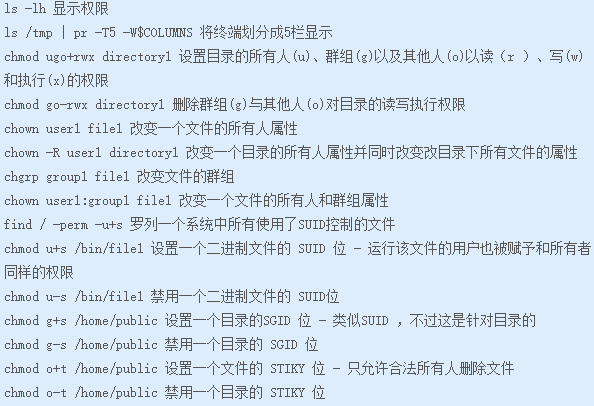 ls -lh 显示权限
ls /tmp | pr -T5 -W$COLUMNS 将终端划分成5栏显示
chmod ugo+rwx directory1 设置目录的所有人(u)、群组(g)以及其他人(o)以读（r ）、写(w)
和执行(x)的权限
chmod go-rwx directory1 删除群组(g)与其他人(o)对目录的读写执行权限
chown user1 file1 改变一个文件的所有人属性
chown -R user1 directory1 改变一个目录的所有人属性并同时改变改目录下所有文件的属性
chgrp group1 file1 改变文件的群组
chown user1:group1 file1 改变一个文件的所有人和群组属性
find / -perm -u+s 罗列一个系统中所有使用了SUID控制的文件
chmod u+s /bin/file1 设置一个二进制文件的 SUID 位 - 运行该文件的用户也被赋予和所有者
同样的权限
chmod u-s /bin/file1 禁用一个二进制文件的 SUID位
chmod g+s /home/public 设置一个目录的SGID 位 - 类似SUID ，不过这是针对目录的
chmod g-s /home/public 禁用一个目录的 SGID 位
chmod o+t /home/public 设置一个文件的 STIKY 位 - 只允许合法所有人删除文件
chmod o-t /home/public 禁用一个目录的 STIKY 位